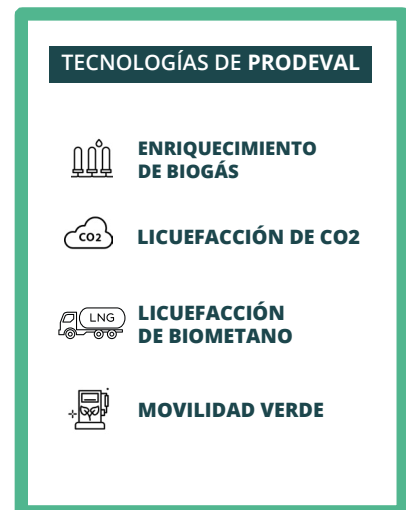 TECNOLOGÍAS DE PRODEVAL
ENRIQUECIMIENTO
DE BIOGÁS
CO2
LICUEFACCIÓN DE CO2
LNG
LICUEFACCIÓN
DE BIOMETANO
MOVILIDAD VERDE